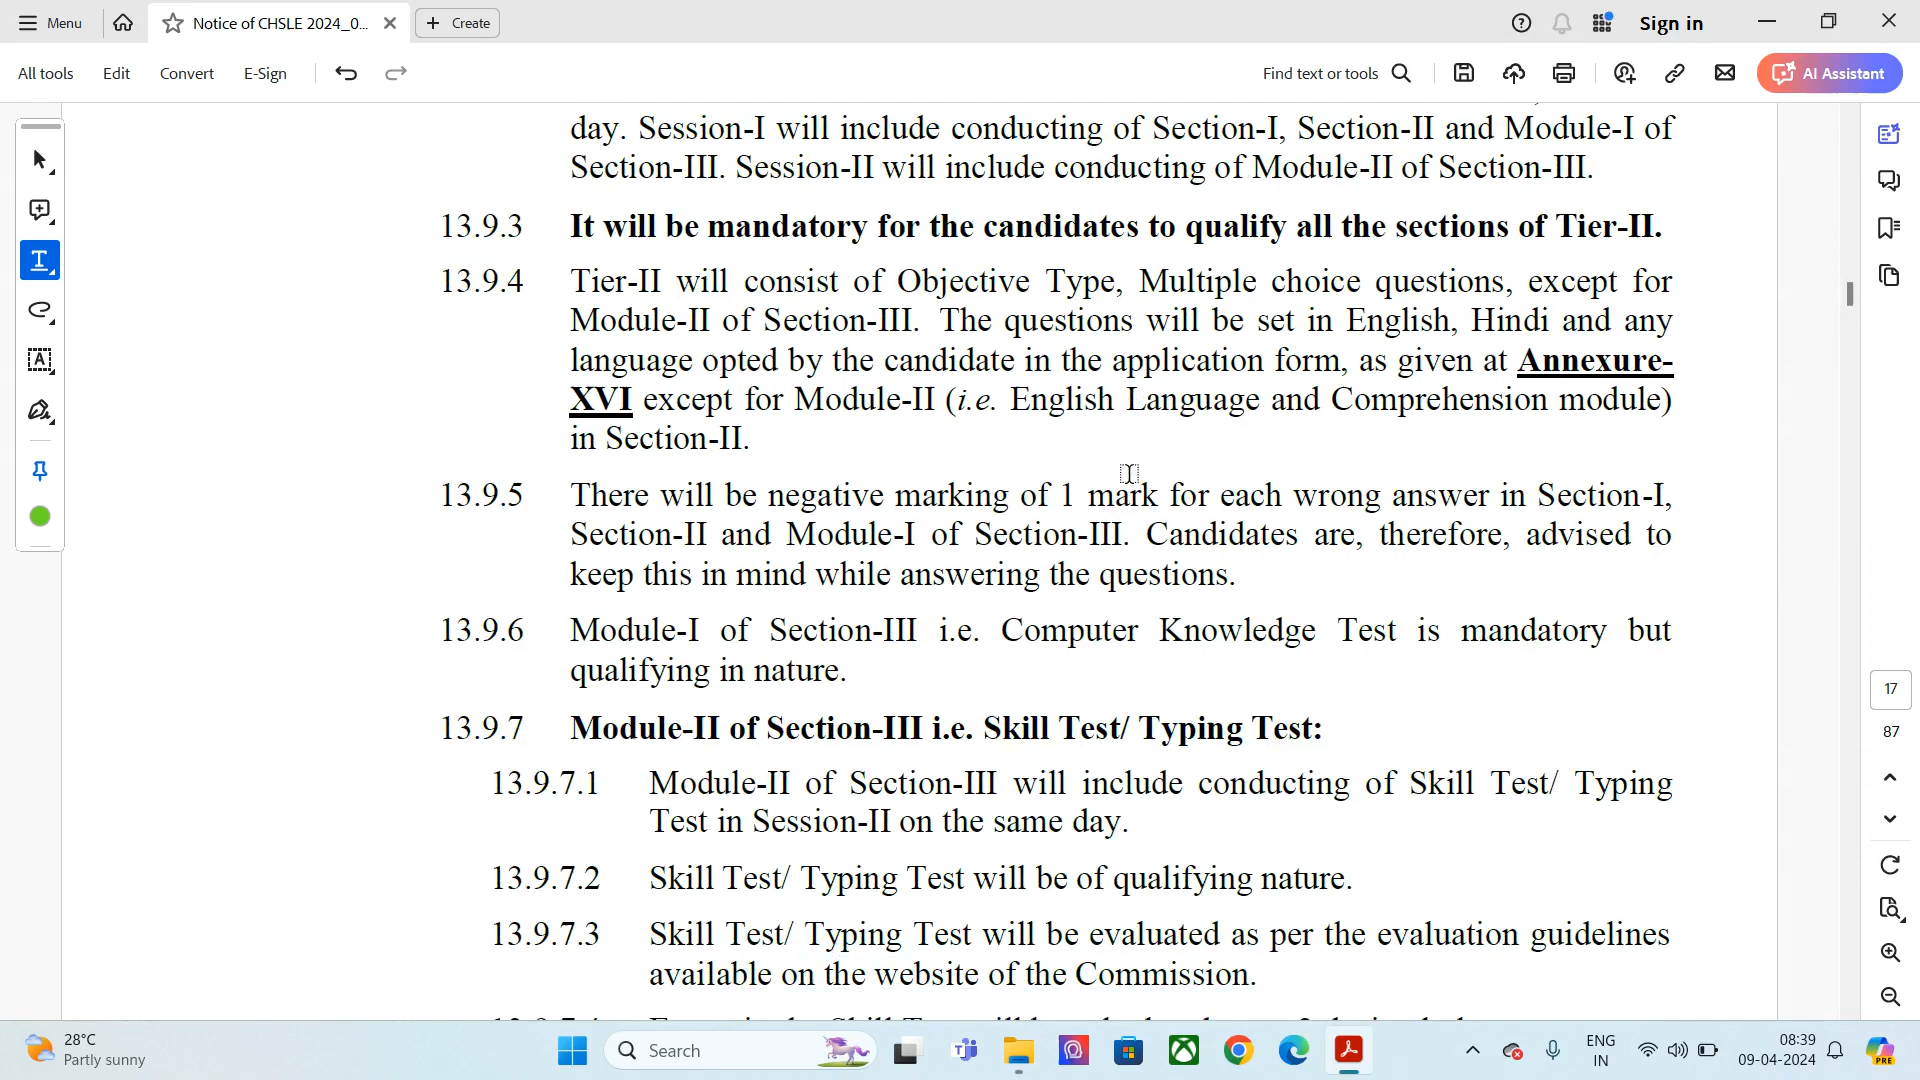 Menu
Notice of CHSLE 2024_0...
Create
Sign in
All tools
Edit
Convert
E-Sign
Find text or tools
AI Assistant
day. Session-I will include conducting of Section-I, Section-II and Module-I of
Section-III. Session-II will include conducting of Module-II of Section-III.
13.9.3 It will be mandatory for the candidates to qualify all the sections of Tier-II.
13.9.4 Tier-II will consist of Objective Type, Multiple choice questions, except for
Module-II of Section-III. The questions will be set in English, Hindi and any
language opted by the candidate in the application form, as given at Annexure-
XVI except for Module-II (i.e. English Language and Comprehension module)
in Section-II.
13.9.5 There will be negative marking of 1 mark for each wrong answer in Section-I,
Section-II and Module-I of Section-III. Candidates are, therefore, advised to
keep this in mind while answering the questions.
13.9.6 Module-I of Section-III i.e. Computer Knowledge Test is mandatory but
qualifying in nature.
13.9.7 Module-II of Section-III i.e. Skill Test/ Typing Test:
13.9.7.1 Module-II of Section-III will include conducting of Skill Test/ Typing
Test in Session-II on the same day.
13.9.7.2 Skill Test/ Typing Test will be of qualifying nature.
13.9.7.3 Skill Test/ Typing Test will be evaluated as per the evaluation guidelines
available on the website of the Commission.
17
87
28°C
Partly sunny
Search
ENG
IN
08:39
09-04-2024
PRE